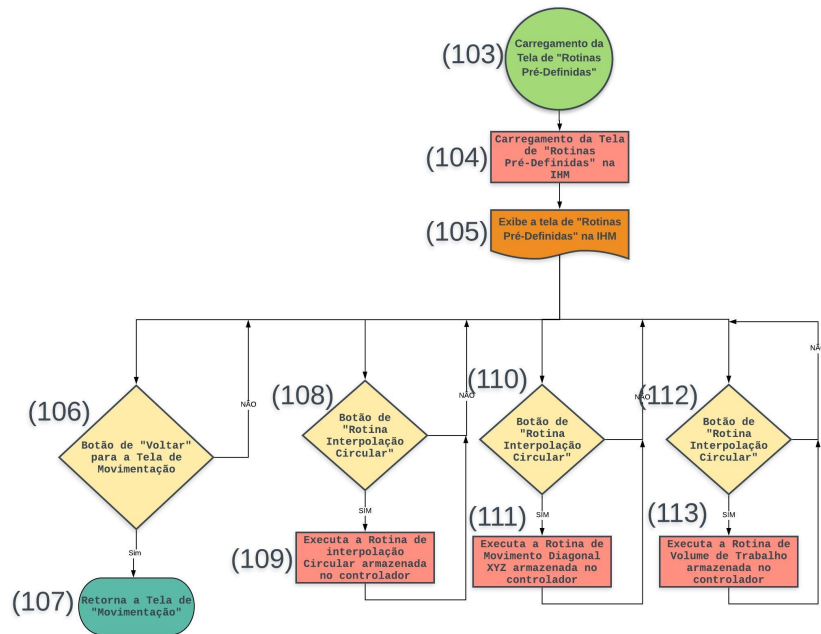 (103)
Carregamento da
Tela de "Rotinas
Pré-Definidas"
(104)
Carregamento da Tela
de "Rotinas
Pré-Definidas" na
IHM
(105)
Exibe a tela de "Rotinas
Pré-Definidas" na IHM
(106)
Botão de "Voltar"
para a Tela de
Movimentação
NÃO
Sim
(107)
Retorna a Tela de
"Movimentação"
(108)
Botão de
"Rotina
Interpolação
Circular"
NÃO
SIM
(109)
Executa a Rotina de
interpolação
Circular armazenada
no controlador
(110)
Botão de
"Rotina
Interpolação
Circular"
NÃO
SIM
(111)
Executa a Rotina de
Movimento Diagonal
XYZ armazenada no
controlador
(112)
Botão de
"Rotina
Interpolação
Circular"
NÃ
SIM
(113)
Executa a Rotina de
Volume de Trabalho
armazenada no
controlador